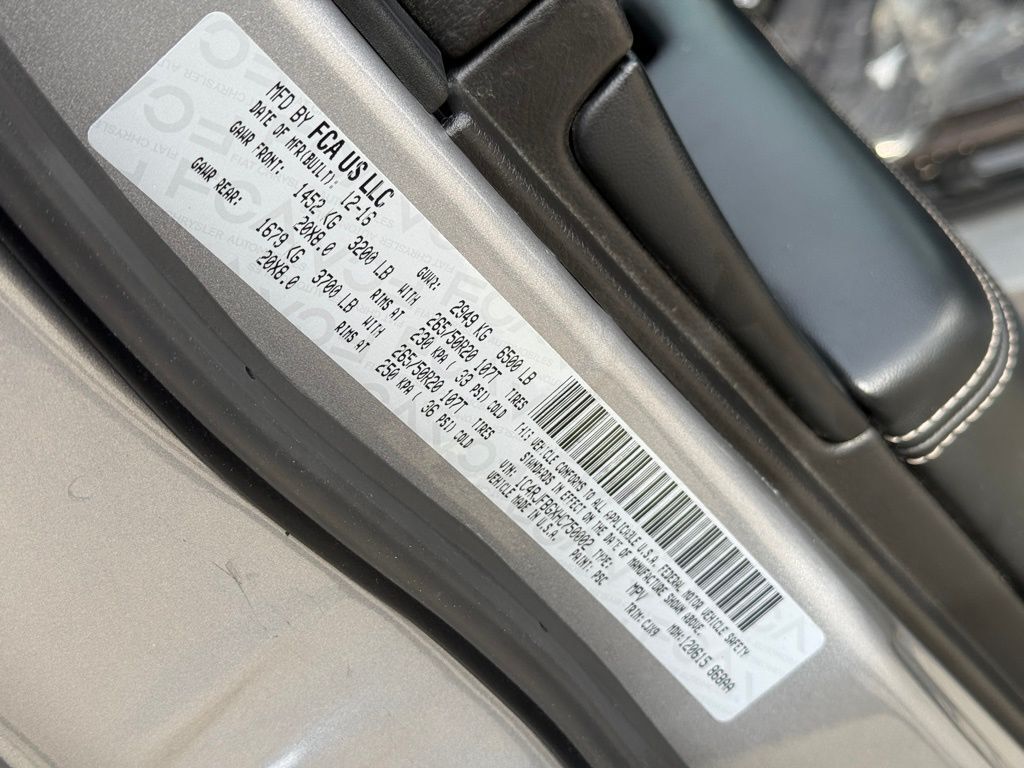 MFD BY FCA US LLC
DATE OF MFR(BUILT): 12-16 GVWR: 2949 KG 6500 LB
GAWR FRONT: 1452 KG 3200 LB WITH 265/50R20 107T TIRES
20X8.0 RIMS AT 230 KPA ( 33 PSI) COLD
GAWR REAR: 1679 KG 3700 LB WITH 265/50R20 107T TIRES
20X8.0 RIMS AT 250 KPA ( 36 PSI) COLD
THIS VEHICLE CONFORMS TO ALL APPLICABLE U.S.A. FEDERAL MOTOR VEHICLE SAFETY
STANDARDS IN EFFECT ON THE DATE OF MANUFACTURE SHOWN ABOVE.
VIN: 1C4RJFBGXHC750002 TYPE: MPV MDH:120615 868AA
VEHICLE MADE IN U.S.A. PAINT: PSC TRIM:CJX9